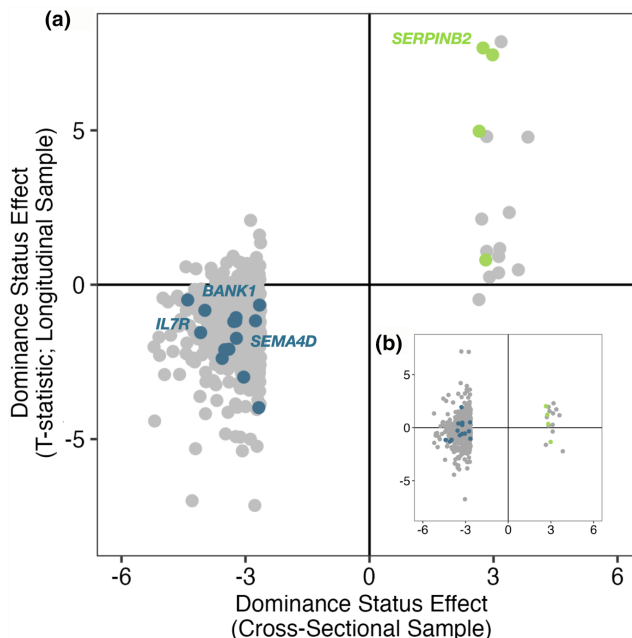 (a)
SERPINB2
5
0
-5
BANK1
IL7R
SEMA4D
(b)
5
0
-5
-6
-3
0
3
6
-6
-3
0
3
6
Dominance Status Effect
(T-statistic; Longitudinal Sample)
Dominance Status Effect
(Cross-Sectional Sample)